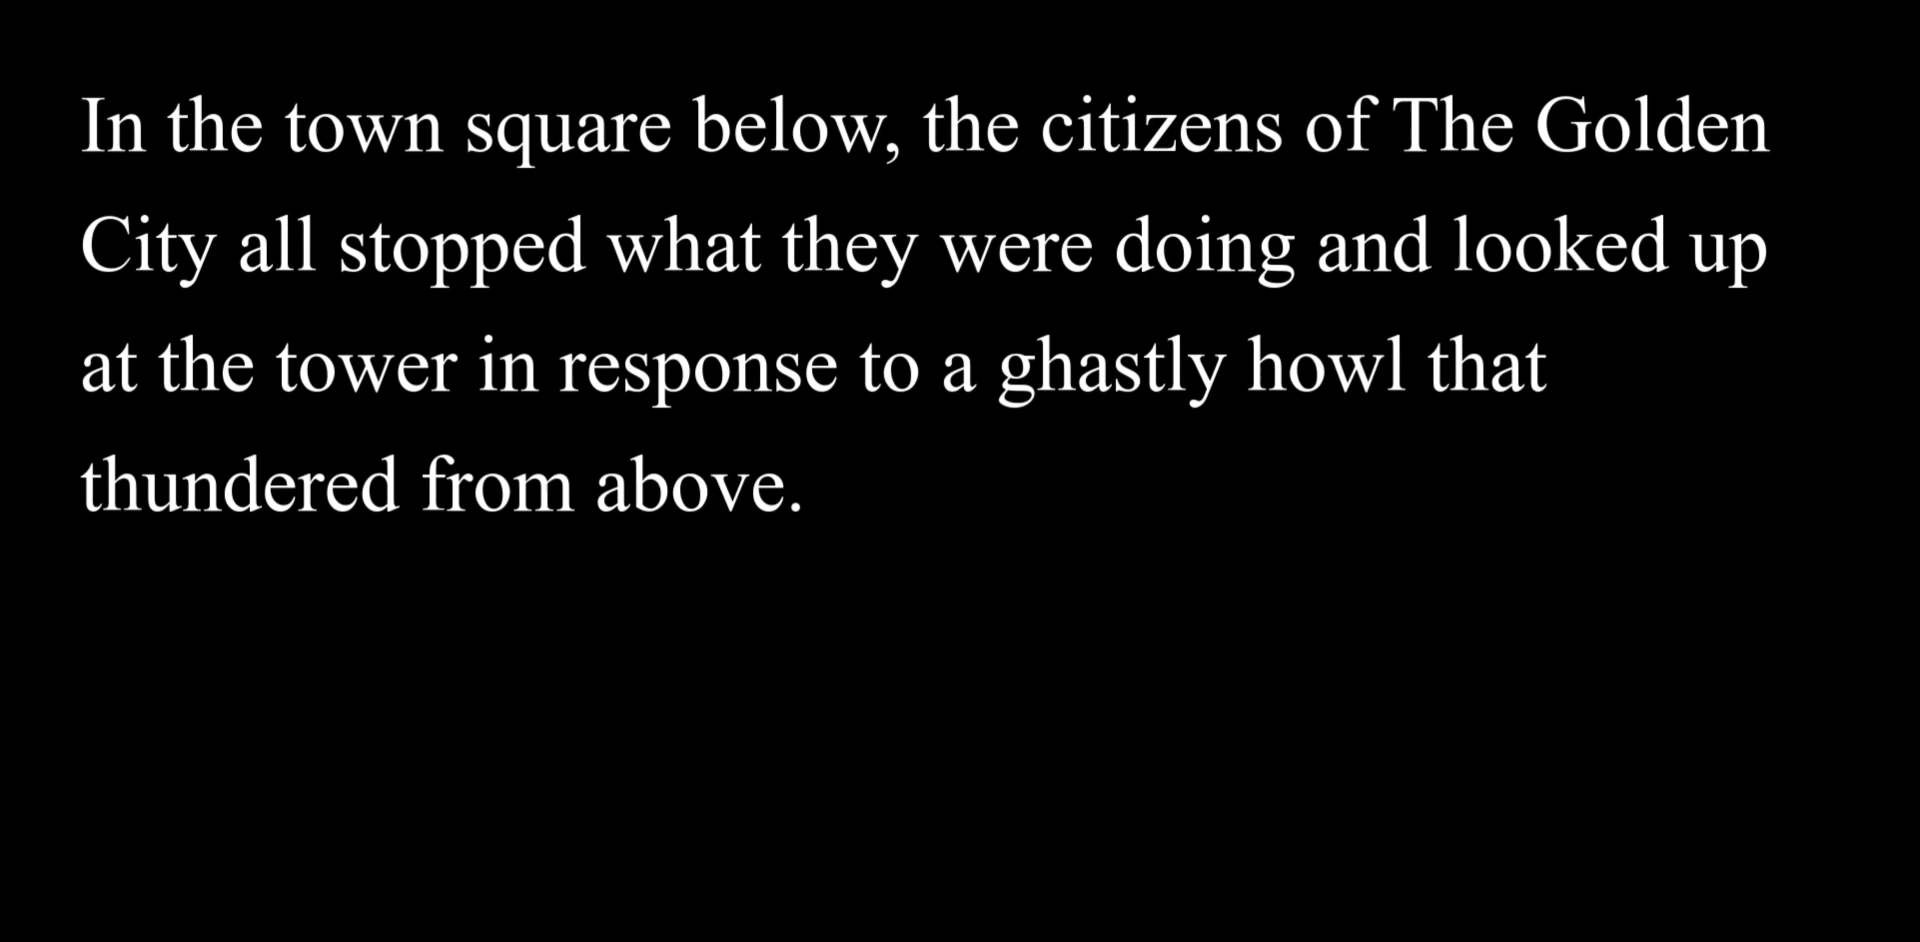 In the town square below, the citizens of The Golden
City all stopped what they were doing and looked up
at the tower in response to a ghastly howl that
thundered from above.